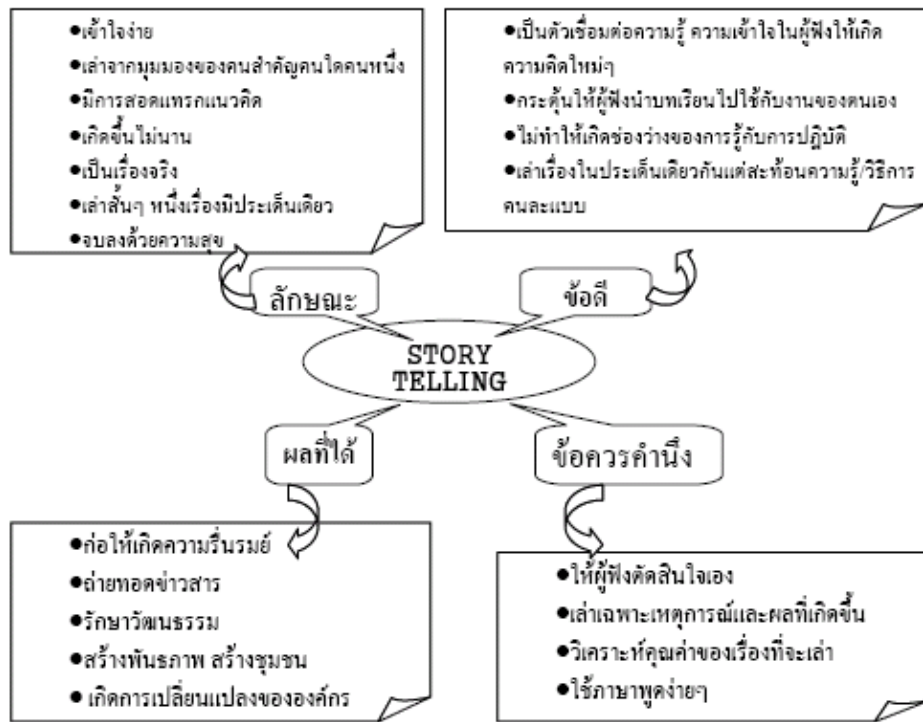 ●เข้าใจง่าย
●เล่าจากมุมมองของคนสำคัญคนใดคนหนึ่ง
●มีการสอดแทรกแนวคิด
●เกิดขึ้นไม่นาน
●เป็นเรื่องจริง
●เล่าสั้นๆ หนึ่งเรื่องมีประเด็นเดียว
●จบลงด้วยความสุข
●เป็นตัวเชื่อมต่อความรู้ ความเข้าใจในผู้ฟังให้เกิด
ความคิดใหม่ๆ
●กระตุ้นให้ผู้ฟังนำบทเรียนไปใช้กับงานของตนเอง
●ไม่ทำให้เกิดช่องว่างของการรู้กับการปฎิบัติ
●เล่าเรื่องในประเด็นเดียวกันแต่สะท้อนความรู้/วิธีการ
คนละแบบ
ลักษณะ
ข้อดี
STORY
TELLING
ผลที่ได้
ข้อควรคำนึง
●ก่อให้เกิดความรื่นรมย์
●ถ่ายทอดข่าวสาร
●รักษาวัฒนธรรม
●สร้างพันธภาพ สร้างชุมชน
● เกิดการเปลี่ยนแปลงขององค์กร
●ให้ผู้ฟังตัดสินใจเอง
●เล่าเฉพาะเหตุการณ์และผลที่เกิดขึ้น
●วิเคราะห์คุณค่าของเรื่องที่จะเล่า
●ใช้ภาษาพูดง่ายๆ